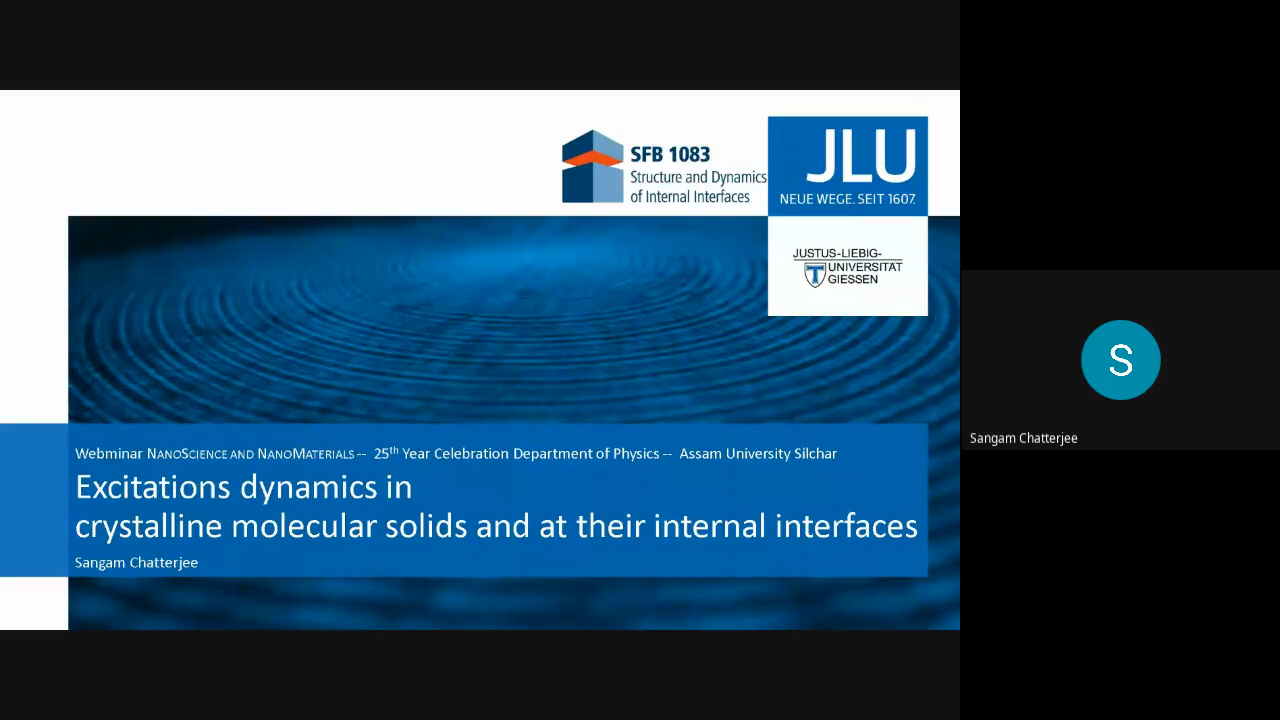 SFB 1083
Structure and Dynamics
of Internal Interfaces
JLU
NEUE WEGE. SEIT 1607.
JUSTUS-LIEBIG-
UNIVERSITÄT
GIESSEN
Webminar NANOSCIENCE AND NANOMATERIALS -- 25th Year Celebration Department of Physics -- Assam University Silchar
Excitations dynamics in
crystalline molecular solids and at their internal interfaces
Sangam Chatterjee
S
Sangam Chatterjee